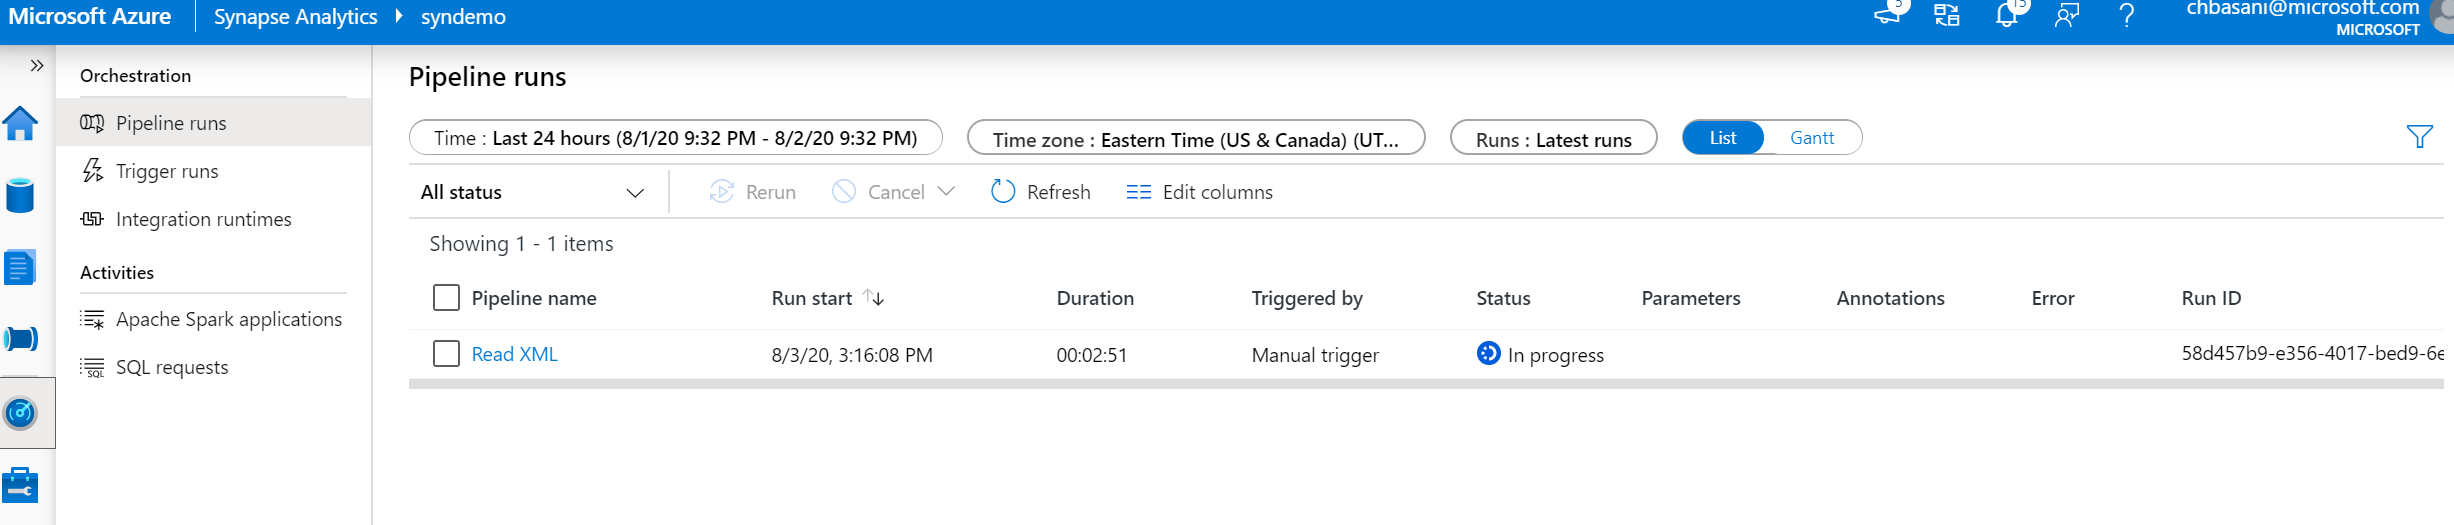 Microsoft Azure Synapse Analytics syndemo 5 15 ? chbasani@microsoft.com
MICROSOFT
Orchestration
Pipeline runs
Trigger runs
Integration runtimes
Activities
Apache Spark applications
SQL requests
Pipeline runs
Time : Last 24 hours (8/1/20 9:32 PM - 8/2/20 9:32 PM) Time zone : Eastern Time (US & Canada) (UT... Runs : Latest runs List Gantt
All status Rerun Cancel Refresh Edit columns
Showing 1 - 1 items
Pipeline name Run start Duration Triggered by Status Parameters Annotations Error Run ID
Read XML 8/3/20, 3:16:08 PM 00:02:51 Manual trigger In progress 58d457b9-e356-4017-bed9-6e